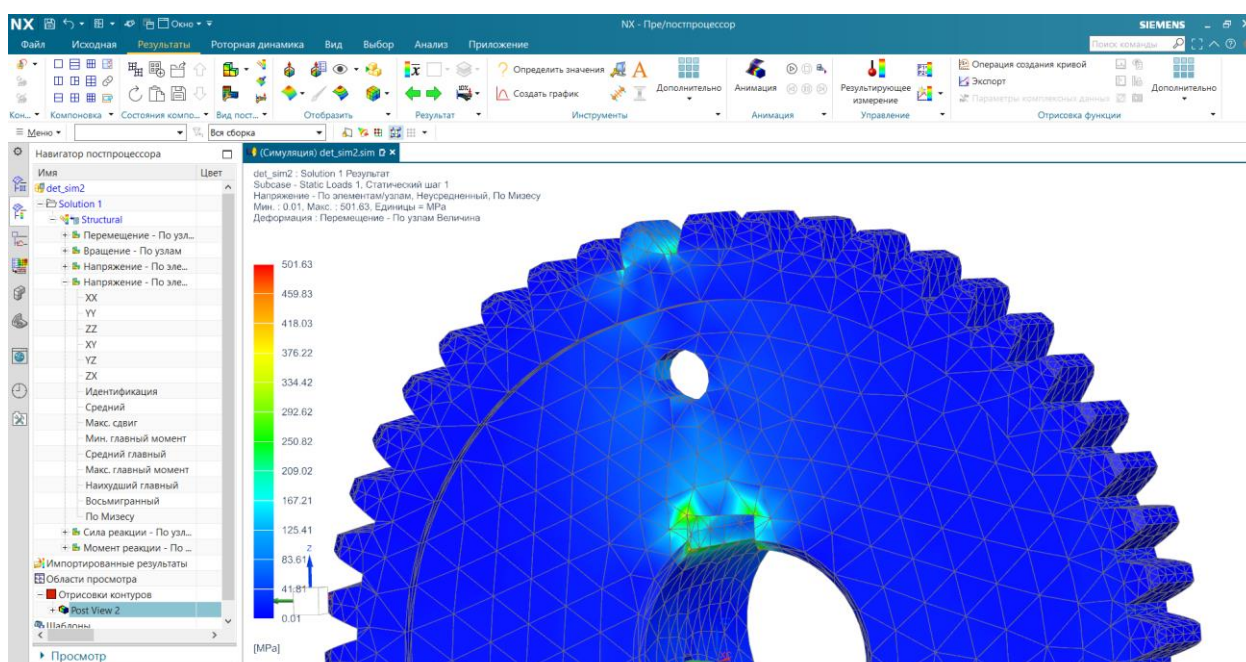 NX Окно NX - Пре/постпроцессор SIEMENS
Файл Исходная Результаты Роторная динамика Вид Выбор Анализ Приложение Поиск команды
Определить значения Дополнительно Анимация Результирующее измерение Операция создания кривой Дополнительно
Создать график Экспорт
Параметры комплексных данных
Кон... Компоновка Состояния компо... Вид пост... Отобразить Результат Инструменты Анимация Управление Отрисовка функции
Меню Вся сборка
Навигатор постпроцессора
(Симуляция) det_sim2.sim
Имя Цвет
det_sim2
Solution 1
Structural
Перемещение - По узл...
Вращение - По узлам
Напряжение - По эле...
Напряжение - По эле...
XX
YY
ZZ
XY
YZ
ZX
Идентификация
Средний
Макс. сдвиг
Мин. главный момент
Средний главный
Макс. главный момент
Наихудший главный
Восьмигранный
По Мизесу
Сила реакции - По узл...
Момент реакции - По ...
Импортированные результаты
Области просмотра
Отрисовки контуров
Post View 2
Шаблоны
Просмотр
det_sim2 : Solution 1 Результат
Subcase - Static Loads 1, Статический шаг 1
Напряжение - По элементам/узлам, Неусредненный, По Мизесу
Мин. : 0.01, Макс. : 501.63, Единицы = MPa
Деформация : Перемещение - По узлам Величина
501.63
459.83
418.03
376.22
334.42
292.62
250.82
209.02
167.21
125.41
83.61
41.81
0.01
[MPa]
Z